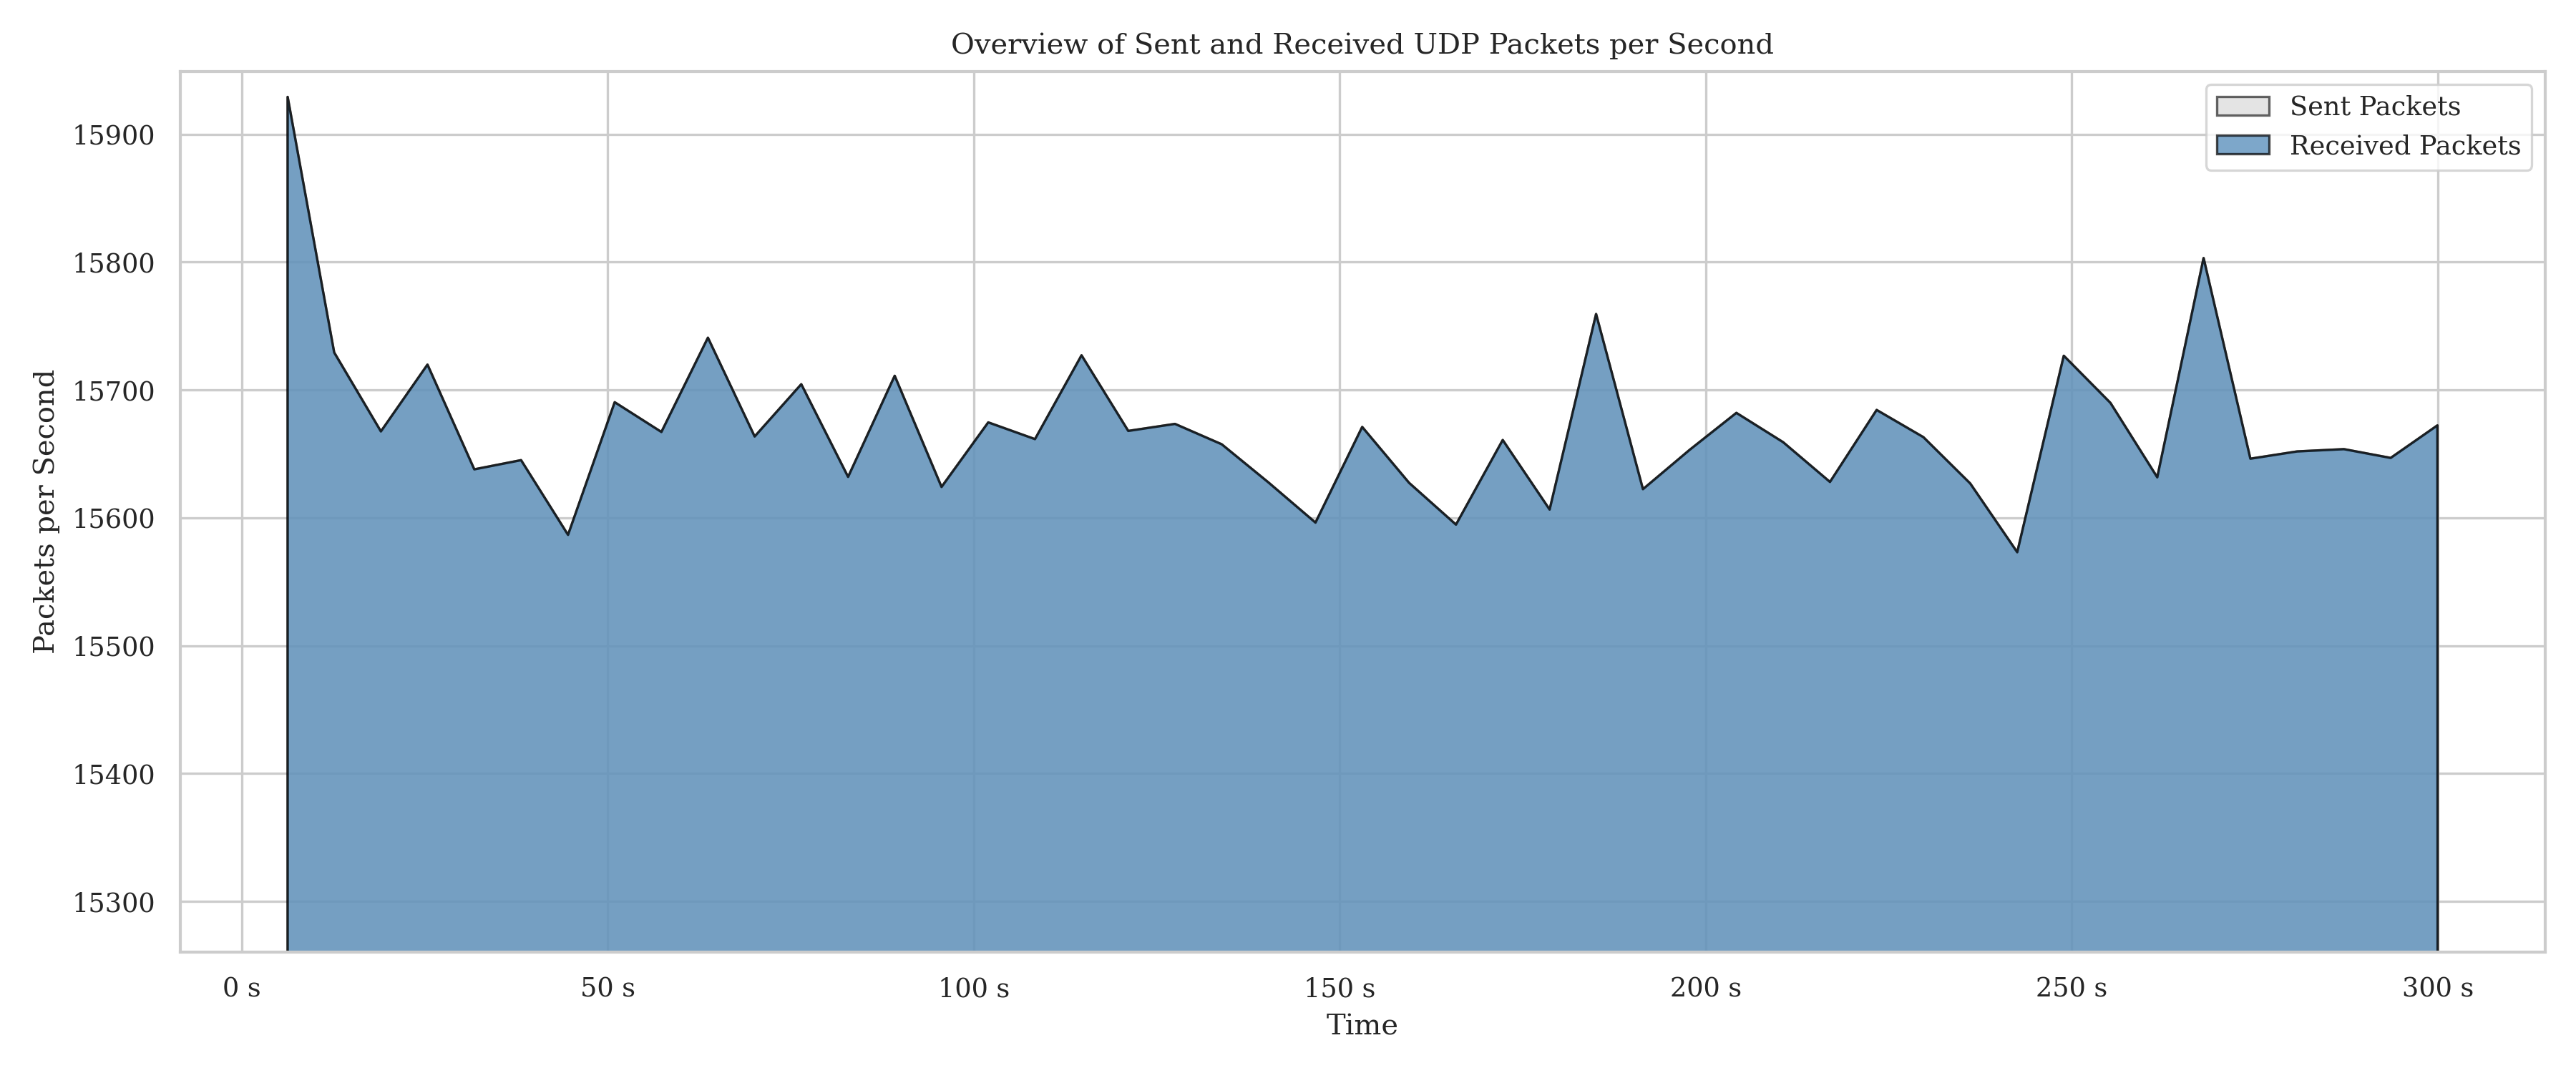 Overview of Sent and Received UDP Packets per Second
Sent Packets
Received Packets
Packets per Second
15900
15800
15700
15600
15500
15400
15300
0 s
50 s
100 s
150 s
200 s
250 s
300 s
Time